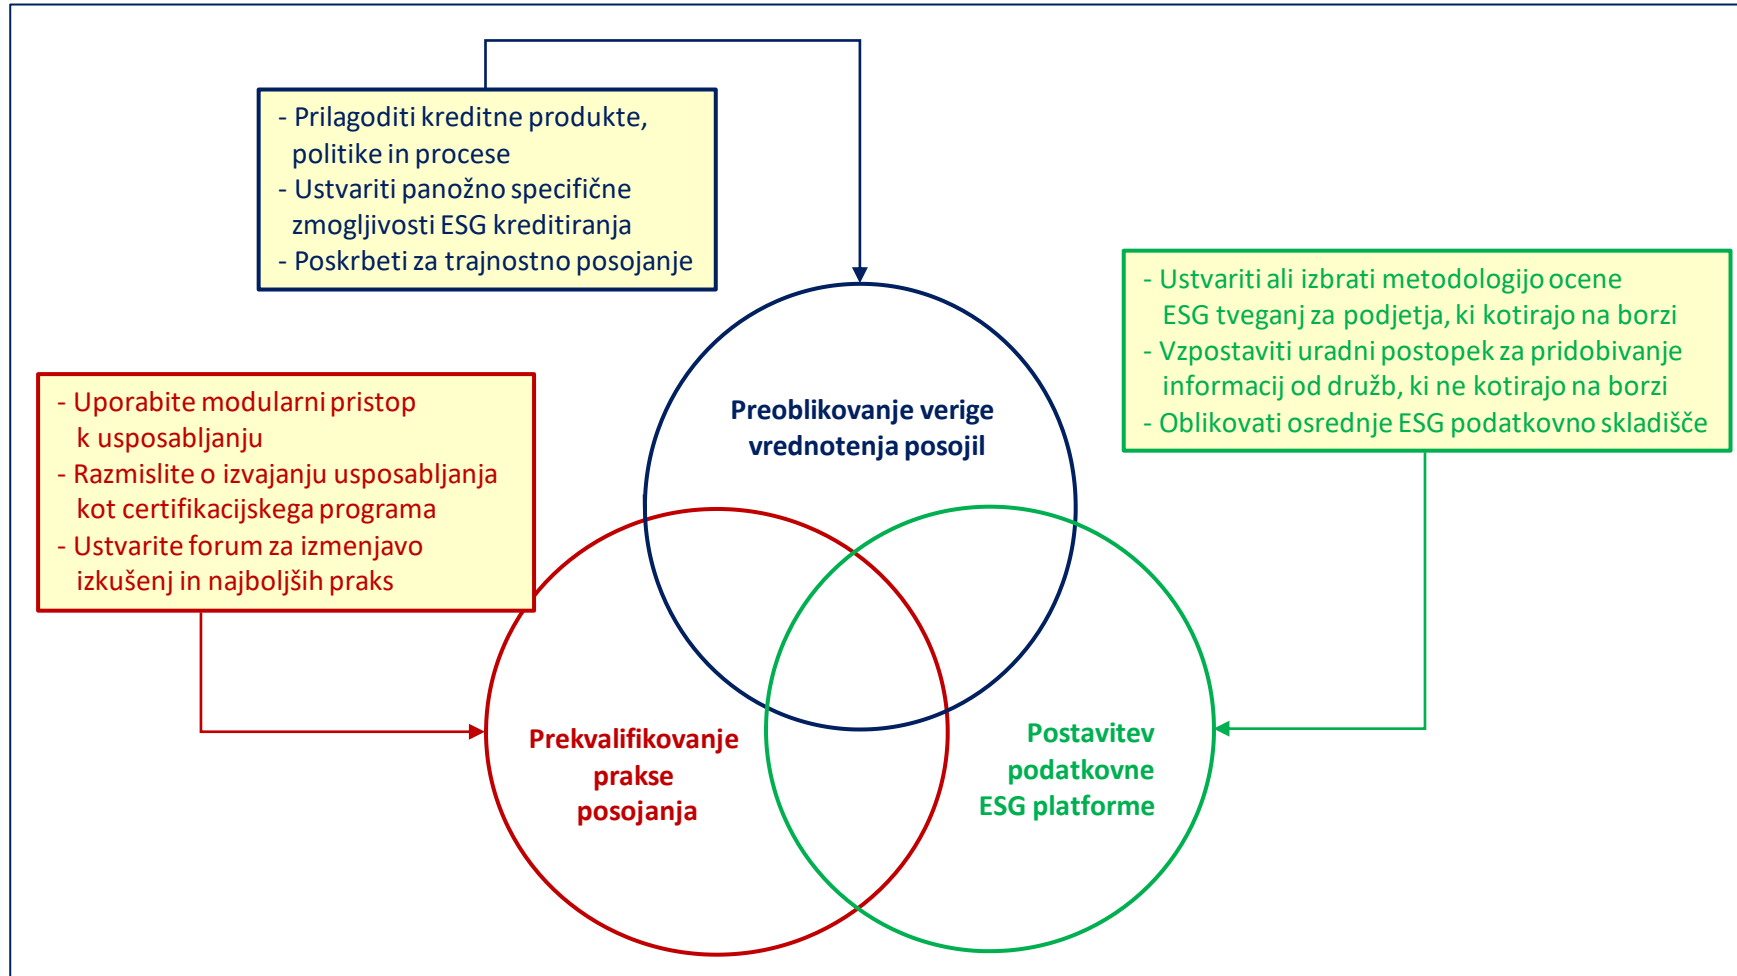 - Prilagoditi kreditne produkte,
politike in procese
- Ustvariti panožno specifične
zmogljivosti ESG kreditiranja
- Poskrbeti za trajnostno posojanje
- Ustvariti ali izbrati metodologijo ocene
ESG tveganj za podjetja, ki kotirajo na borzi
- Vzpostaviti uradni postopek za pridobivanje
informacij od družb, ki ne kotirajo na borzi
- Oblikovati osrednje ESG podatkovno skladišče
- Uporabite modularni pristop
k usposabljanju
- Razmislite o izvajanju usposabljanja
kot certifikacijskega programa
- Ustvarite forum za izmenjavo
izkušenj in najboljših praks
Preoblikovanje verige
vrednotenja posojil
Prekvalifikovanje
prakse
posojanja
Postavitev
podatkovne
ESG platforme